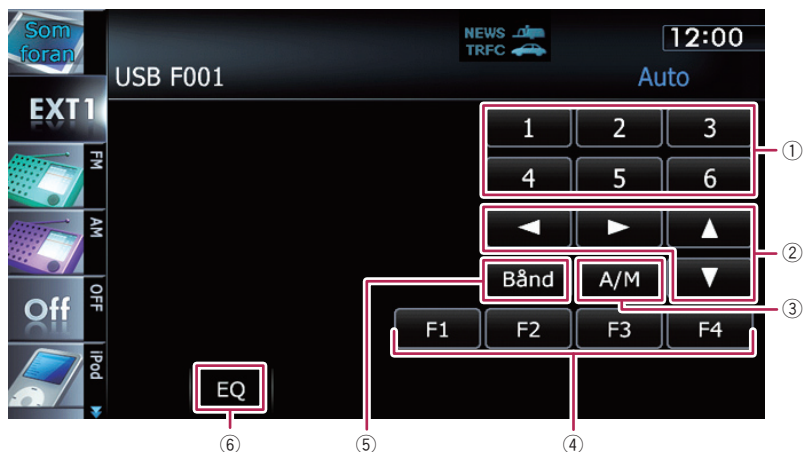 Som
foran
NEWS
TRFC
12:00
USB F001
Auto
EXT1
FM
AM
Off
OFF
iPod
1 2 3
4 5 6
◄ ► ▲
Bånd A/M ▼
F1 F2 F3 F4
EQ
①
②
③
④
⑤
⑥